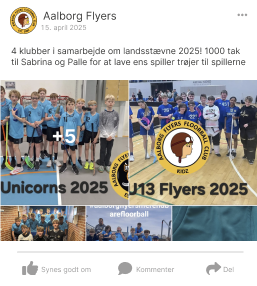 Aalborg Flyers
15. april 2025
4 klubber i samarbejde om landsstævne 2025! 1000 tak
til Sabrina og Palle for at lave ens spiller trøjer til spillerne
+5
AALBORG FLYERS FLOORBALL CLUB
KIDZ
Unicorns 2025
U13 Flyers 2025
arefloorball
Synes godt om
Kommenter
Del